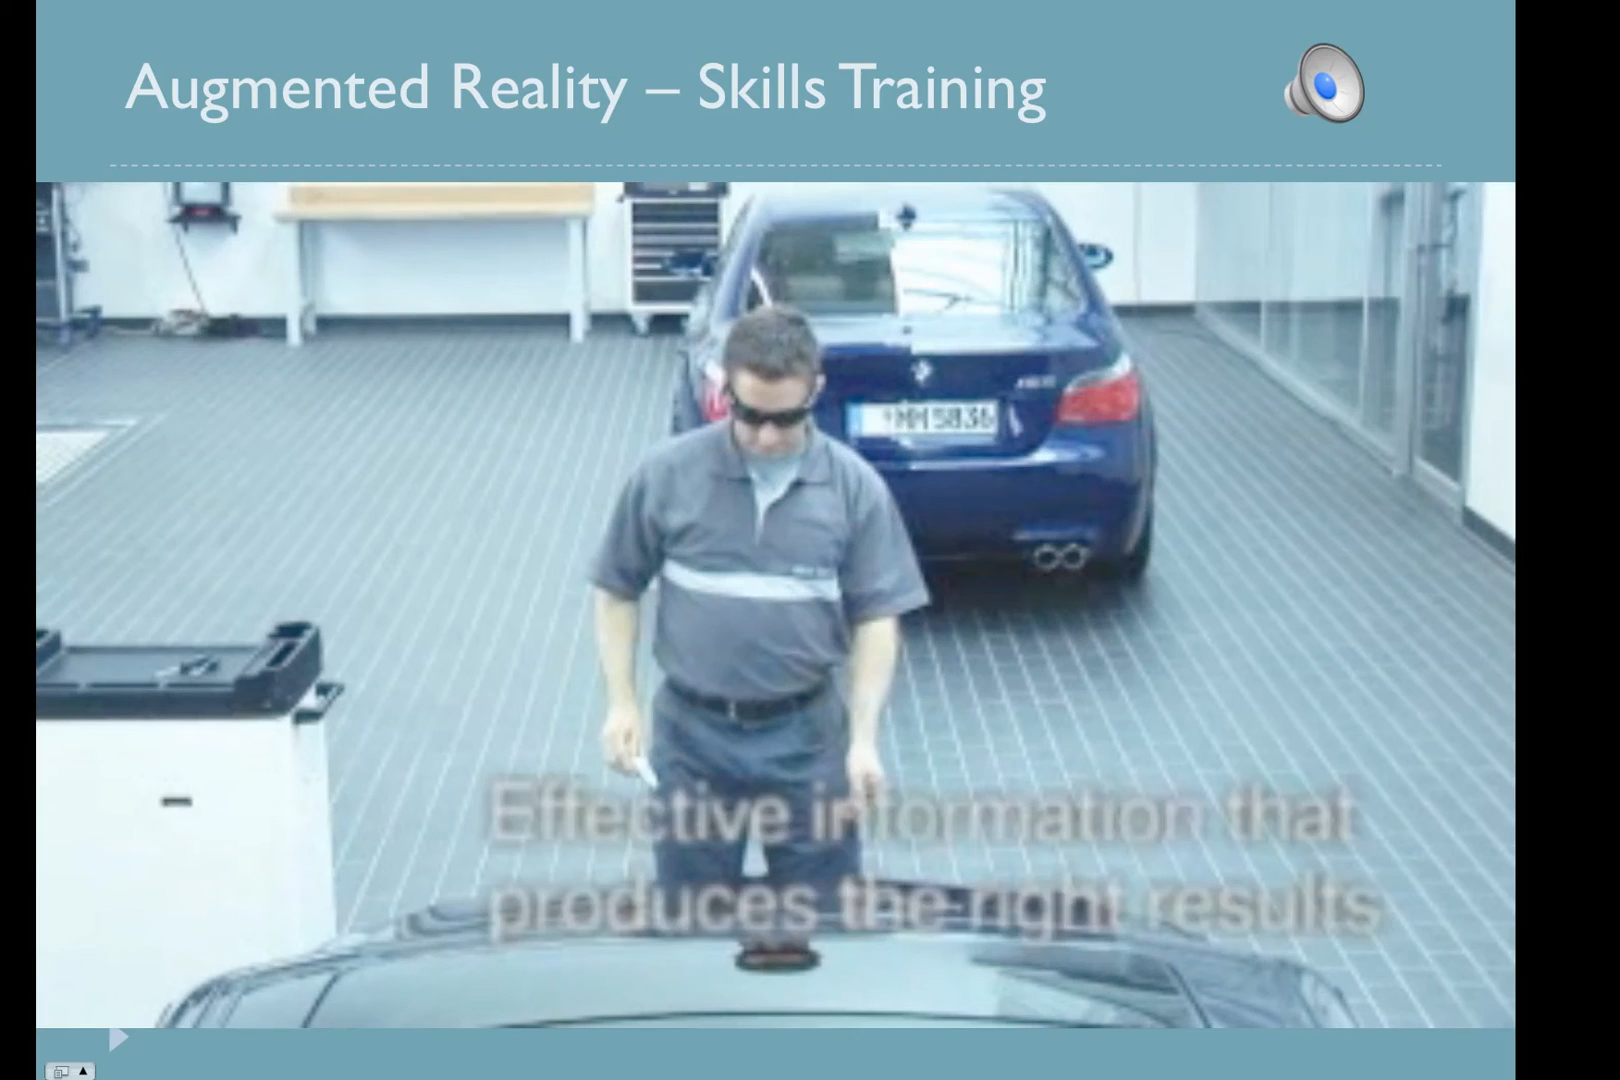 Augmented Reality – Skills Training
Effective information that
produces the right results